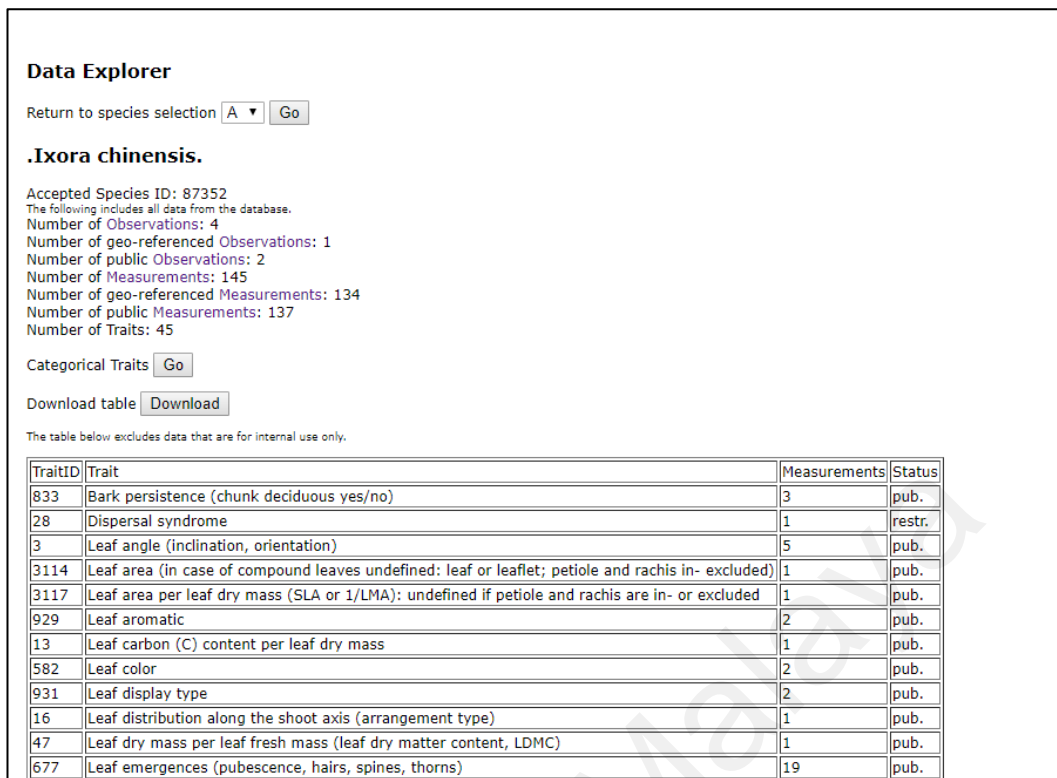 Data Explorer
Return to species selection A Go
.Ixora chinensis.
Accepted Species ID: 87352
The following includes all data from the database.
Number of Observations: 4
Number of geo-referenced Observations: 1
Number of public Observations: 2
Number of Measurements: 145
Number of geo-referenced Measurements: 134
Number of public Measurements: 137
Number of Traits: 45
Categorical Traits Go
Download table Download
The table below excludes data that are for internal use only.
TraitID Trait Measurements Status
833 Bark persistence (chunk deciduous yes/no) 3 pub.
28 Dispersal syndrome 1 restr.
3 Leaf angle (inclination, orientation) 5 pub.
3114 Leaf area (in case of compound leaves undefined: leaf or leaflet; petiole and rachis in- excluded) 1 pub.
3117 Leaf area per leaf dry mass (SLA or 1/LMA): undefined if petiole and rachis are in- or excluded 1 pub.
929 Leaf aromatic 2 pub.
13 Leaf carbon (C) content per leaf dry mass 1 pub.
582 Leaf color 2 pub.
931 Leaf display type 2 pub.
16 Leaf distribution along the shoot axis (arrangement type) 1 pub.
47 Leaf dry mass per leaf fresh mass (leaf dry matter content, LDMC) 1 pub.
677 Leaf emergences (pubescence, hairs, spines, thorns) 19 pub.
Malaya